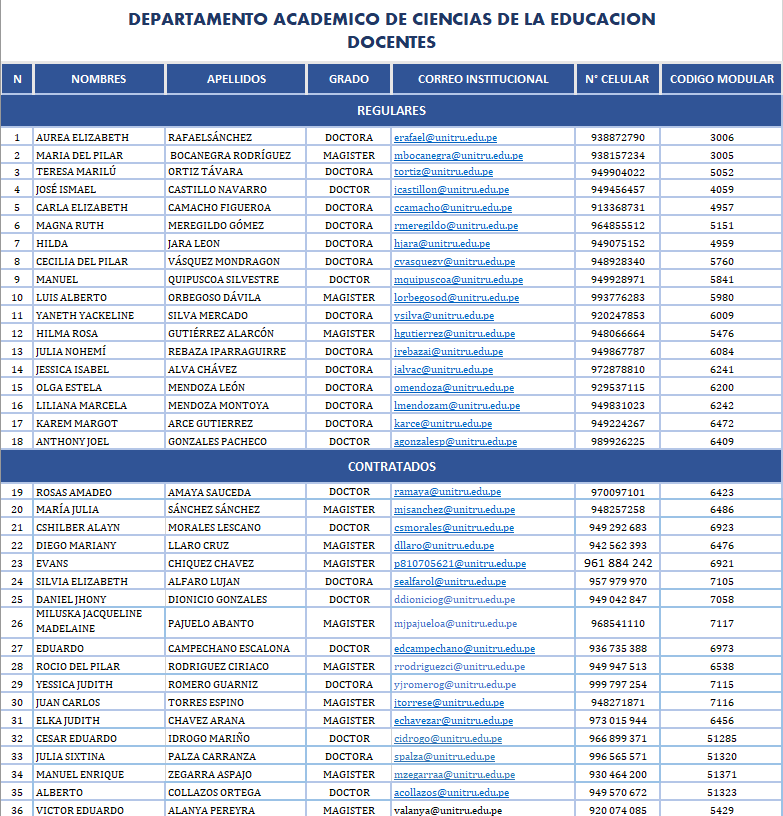 DEPARTAMENTO ACADEMICO DE CIENCIAS DE LA EDUCACION
DOCENTES
N NOMBRES APELLIDOS GRADO CORREO INSTITUCIONAL N° CELULAR CODIGO MODULAR
REGULARES
1 AUREA ELIZABETH RAFAELSÁNCHEZ DOCTORA erafael@unitru.edu.pe 938872790 3006
2 MARIA DEL PILAR BOCANEGRA RODRÍGUEZ MAGISTER mbocanegra@unitru.edu.pe 938157234 3005
3 TERESA MARILÚ ORTIZ TÁVARA DOCTORA tortiz@unitru.edu.pe 949904022 5052
4 JOSÉ ISMAEL CASTILLO NAVARRO DOCTOR jcastillon@unitru.edu.pe 949456457 4059
5 CARLA ELIZABETH CAMACHO FIGUEROA DOCTORA ccamacho@unitru.edu.pe 913368731 4957
6 MAGNA RUTH MEREGILDO GÓMEZ DOCTORA rmeregildo@unitru.edu.pe 964855512 5151
7 HILDA JARA LEON DOCTORA hjara@unitru.edu.pe 949075152 4959
8 CECILIA DEL PILAR VÁSQUEZ MONDRAGON DOCTORA cvasquezv@unitru.edu.pe 948928340 5760
9 MANUEL QUIPUSCOA SILVESTRE DOCTOR mquipuscoa@unitru.edu.pe 949928971 5841
10 LUIS ALBERTO ORBEGOSO DÁVILA MAGISTER lorbegosod@unitru.edu.pe 993776283 5980
11 YANETH YACKELINE SILVA MERCADO DOCTORA ysilva@unitru.edu.pe 920247853 6009
12 HILMA ROSA GUTIÉRREZ ALARCÓN MAGISTER hgutierrez@unitru.edu.pe 948066664 5476
13 JULIA NOHEMÍ REBAZA IPARRAGUIRRE DOCTORA jrebazai@unitru.edu.pe 949867787 6084
14 JESSICA ISABEL ALVA CHÁVEZ DOCTORA jalvac@unitru.edu.pe 972878810 6241
15 OLGA ESTELA MENDOZA LEÓN DOCTORA omendoza@unitru.edu.pe 929537115 6200
16 LILIANA MARCELA MENDOZA MONTOYA DOCTORA lmendozam@unitru.edu.pe 949831023 6242
17 KAREM MARGOT ARCE GUTIERREZ DOCTORA karce@unitru.edu.pe 949224267 6472
18 ANTHONY JOEL GONZALES PACHECO DOCTOR agonzalesp@unitru.edu.pe 989926225 6409
CONTRATADOS
19 ROSAS AMADEO AMAYA SAUCEDA DOCTOR ramaya@unitru.edu.pe 970097101 6423
20 MARÍA JULIA SÁNCHEZ SÁNCHEZ MAGISTER mjsanchez@unitru.edu.pe 948257258 6486
21 CSHILBER ALAYN MORALES LESCANO DOCTOR csmorales@unitru.edu.pe 949 292 683 6923
22 DIEGO MARIANY LLARO CRUZ MAGISTER dllaro@unitru.edu.pe 942 562 393 6476
23 EVANS CHIQUEZ CHAVEZ MAGISTER p810705621@unitru.edu.pe 961 884 242 6921
24 SILVIA ELIZABETH ALFARO LUJAN DOCTORA sealfarol@unitru.edu.pe 957 979 970 7105
25 DANIEL JHONY DIONICIO GONZALES DOCTOR ddioniciog@unitru.edu.pe 949 042 847 7058
26 MILUSKA JACQUELINE MADELAINE PAJUELO ABANTO MAGISTER mjpajueloa@unitru.edu.pe 968541110 7117
27 EDUARDO CAMPECHANO ESCALONA DOCTOR edcampechano@unitru.edu.pe 936 735 388 6973
28 ROCIO DEL PILAR RODRIGUEZ CIRIACO MAGISTER rrodriguezci@unitru.edu.pe 949 947 513 6538
29 YESSICA JUDITH ROMERO GUARNIZ DOCTORA yjromerog@unitru.edu.pe 999 797 254 7115
30 JUAN CARLOS TORRES ESPINO MAGISTER jtorrese@unitru.edu.pe 948271871 7116
31 ELKA JUDITH CHAVEZ ARANA MAGISTER echavezar@unitru.edu.pe 973 015 944 6456
32 CESAR EDUARDO IDROGO MARIÑO DOCTOR cidrogo@unitru.edu.pe 966 899 371 51285
33 JULIA SIXTINA PALZA CARRANZA DOCTORA spalza@unitru.edu.pe 996 565 571 51320
34 MANUEL ENRIQUE ZEGARRA ASPAJO MAGISTER mzegarraa@unitru.edu.pe 930 464 200 51371
35 ALBERTO COLLAZOS ORTEGA DOCTOR acollazos@unitru.edu.pe 949 570 672 51323
36 VICTOR EDUARDO ALANYA PEREYRA MAGISTER valanya@unitru.edu.pe 920 074 085 5429